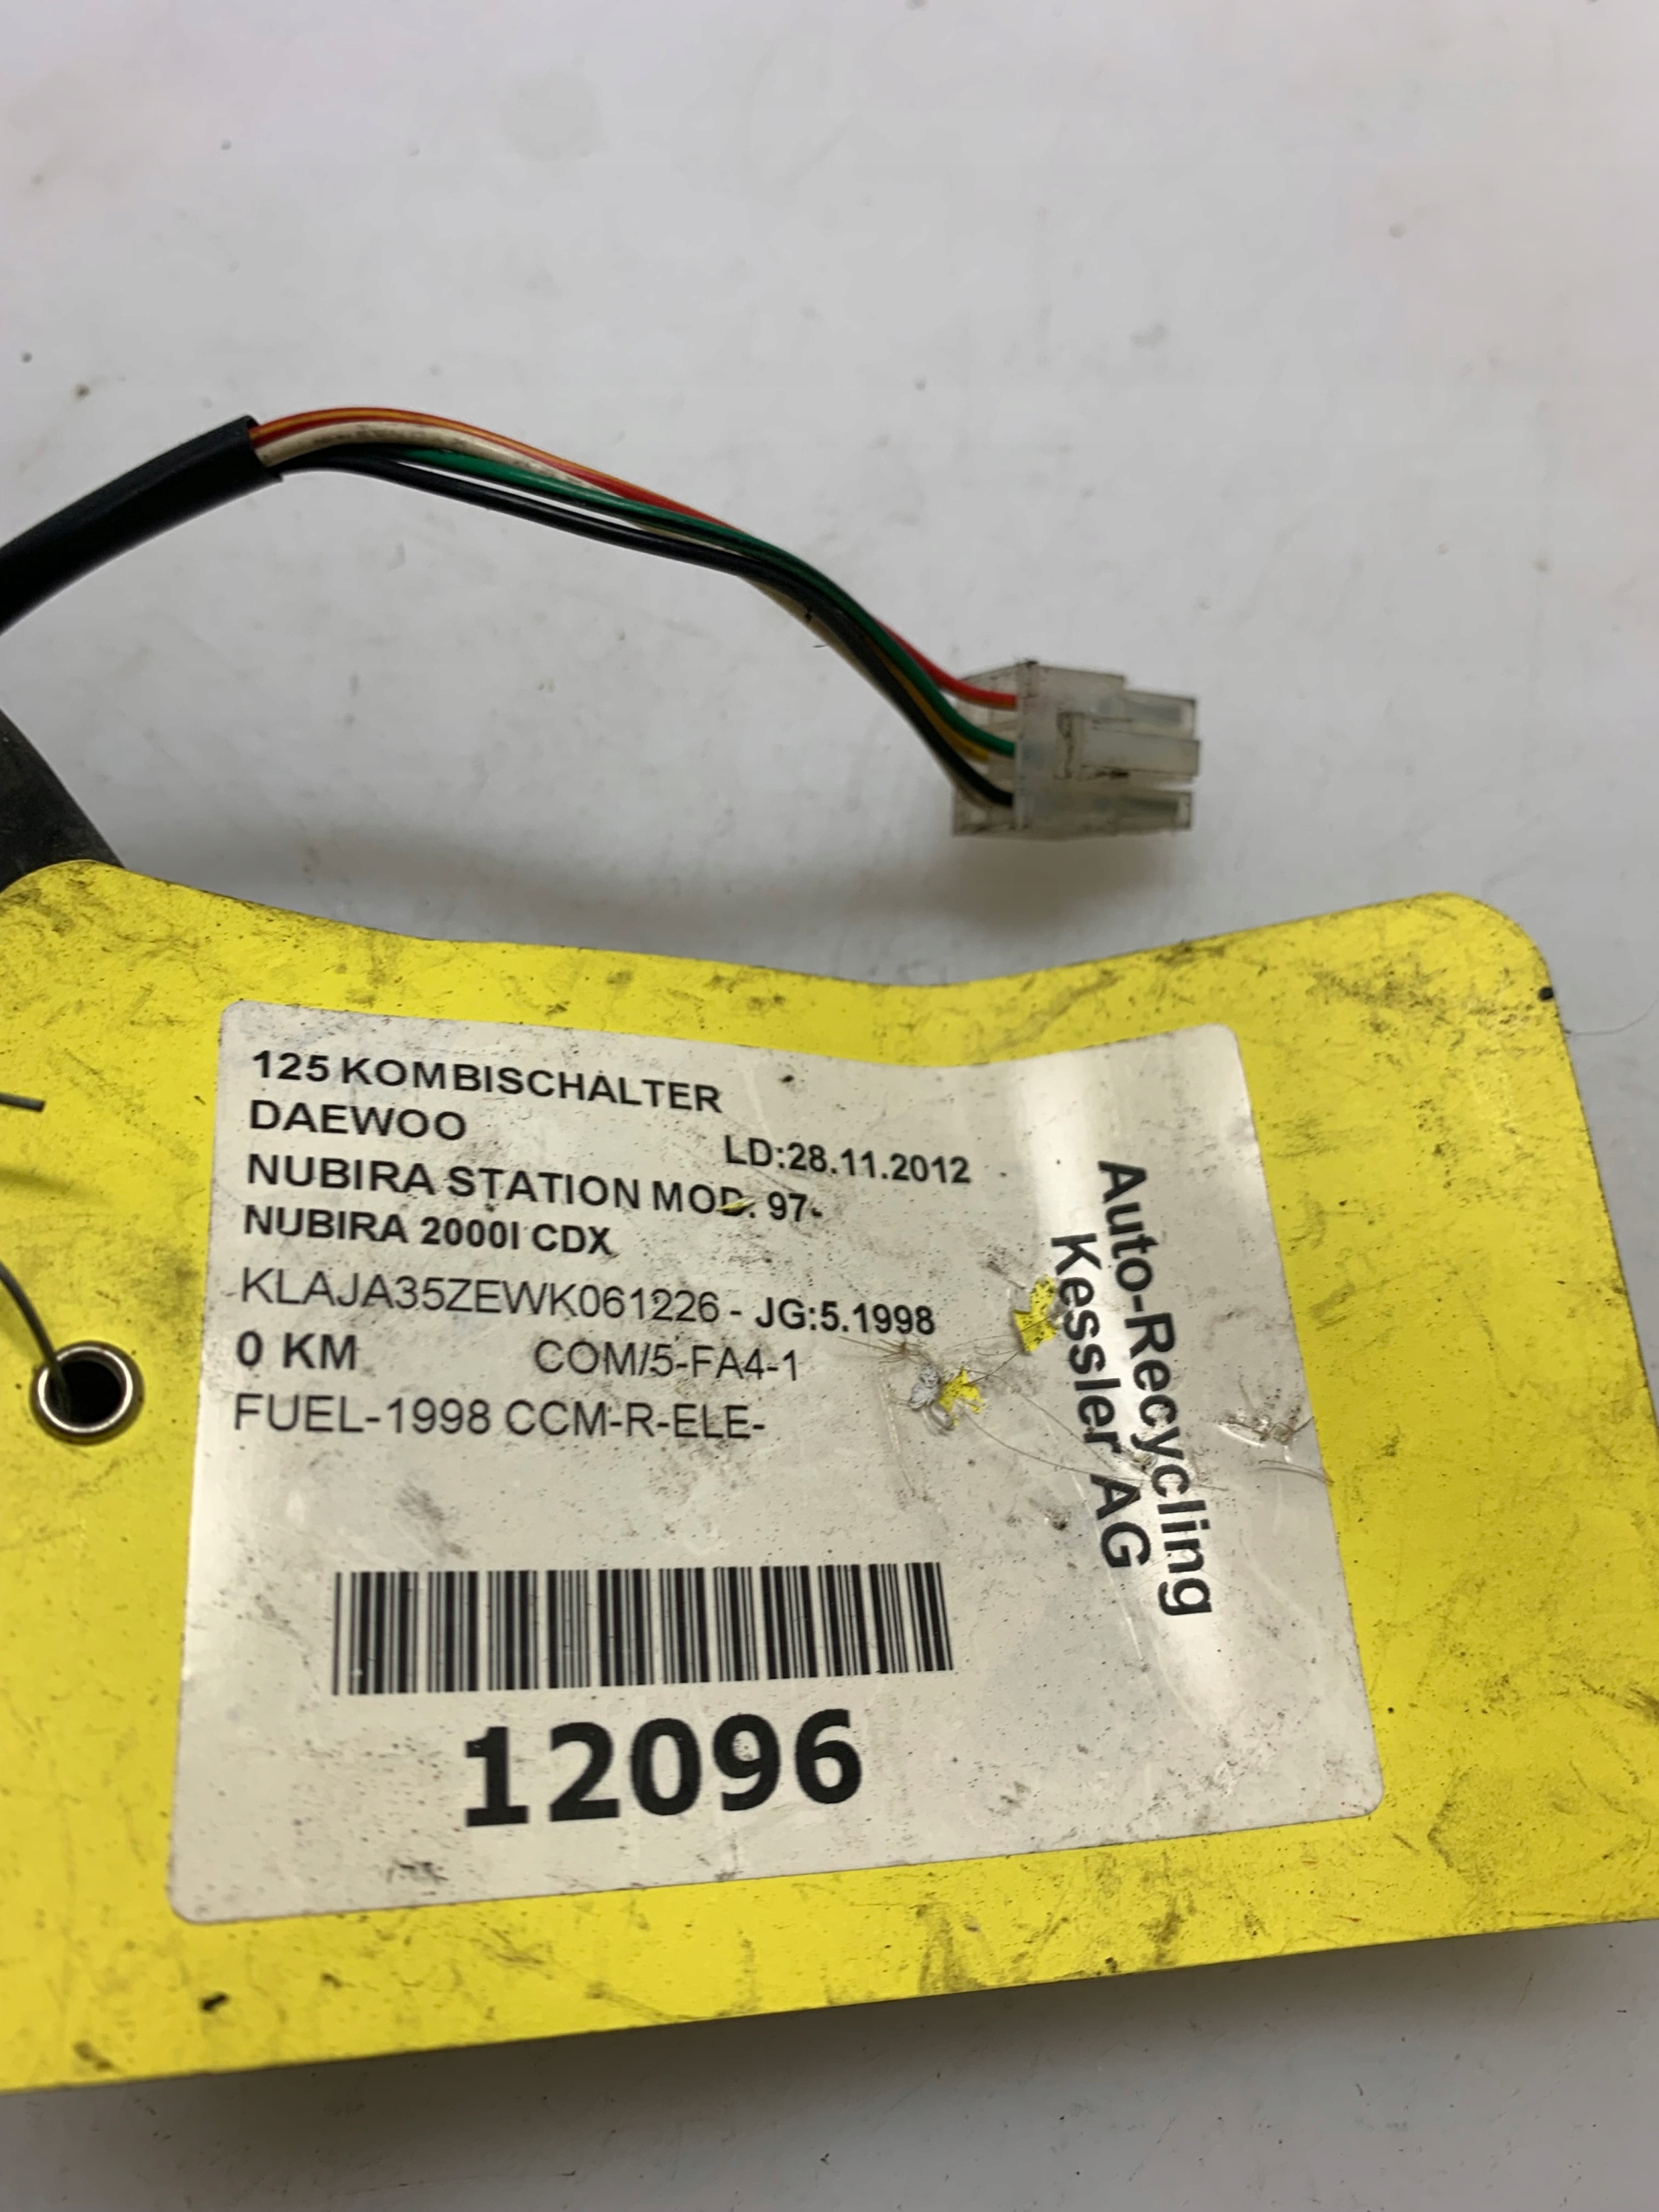 125 KOMBISCHALTER
DAEWOO
LD:28.11.2012
NUBIRA STATION MOD. 97-
NUBIRA 2000I CDX
KLAJA35ZEWK061226 - JG:5.1998
0 KM COM/5-FA4-1
FUEL-1998 CCM-R-ELE-
12096
Auto-Recycling
Kessler AG